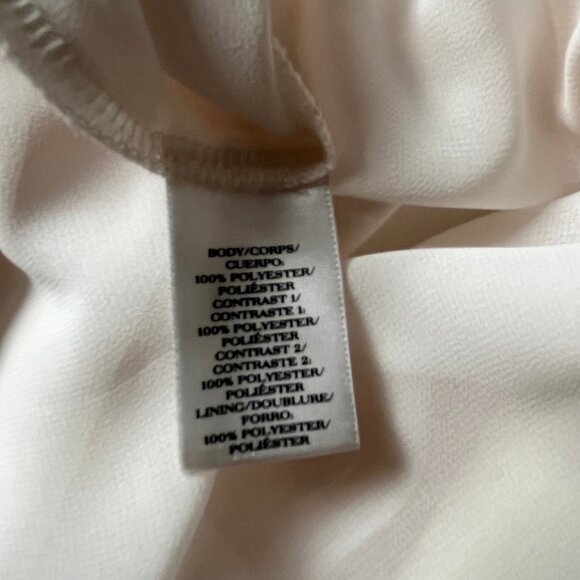 BODY/CORPS/
CUERPO:
100% POLYESTER/
POLIÉSTER
CONTRAST 1/
CONTRASTE 1:
100% POLYESTER/
POLIÉSTER
CONTRAST 2/
CONTRASTE 2:
100% POLYESTER/
POLIÉSTER
LINING/DOUBLURE/
FORRO:
100% POLYESTER/
POLIÉSTER